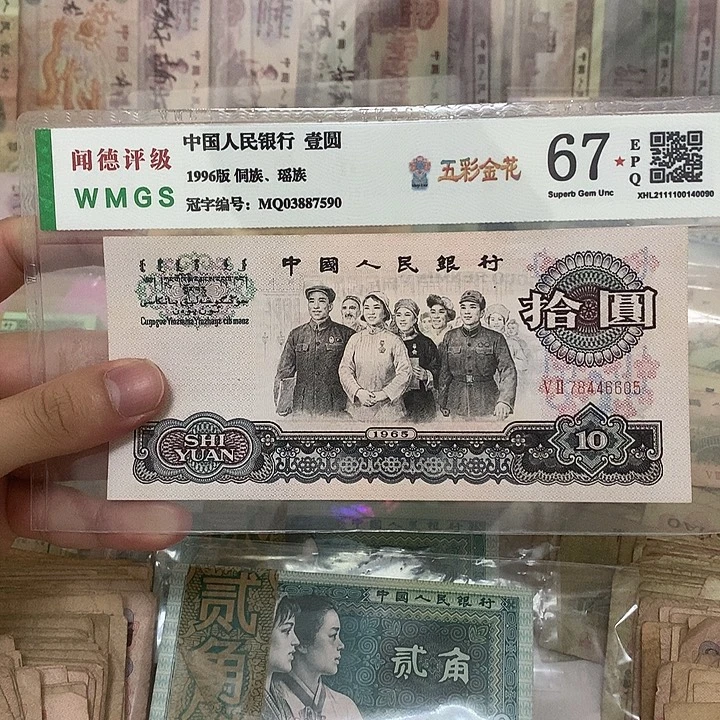 闻德评级
WMGS
中国人民银行 壹圆
1996版 侗族、瑶族
冠字编号：MQ03887590
五彩金花
67★
EPQ
Superb Gem Unc
XHL2111100140090
中國人民銀行
拾圓
VII 78446605
SHI
YUAN
1965
10
贰角
中国人民银行
贰角